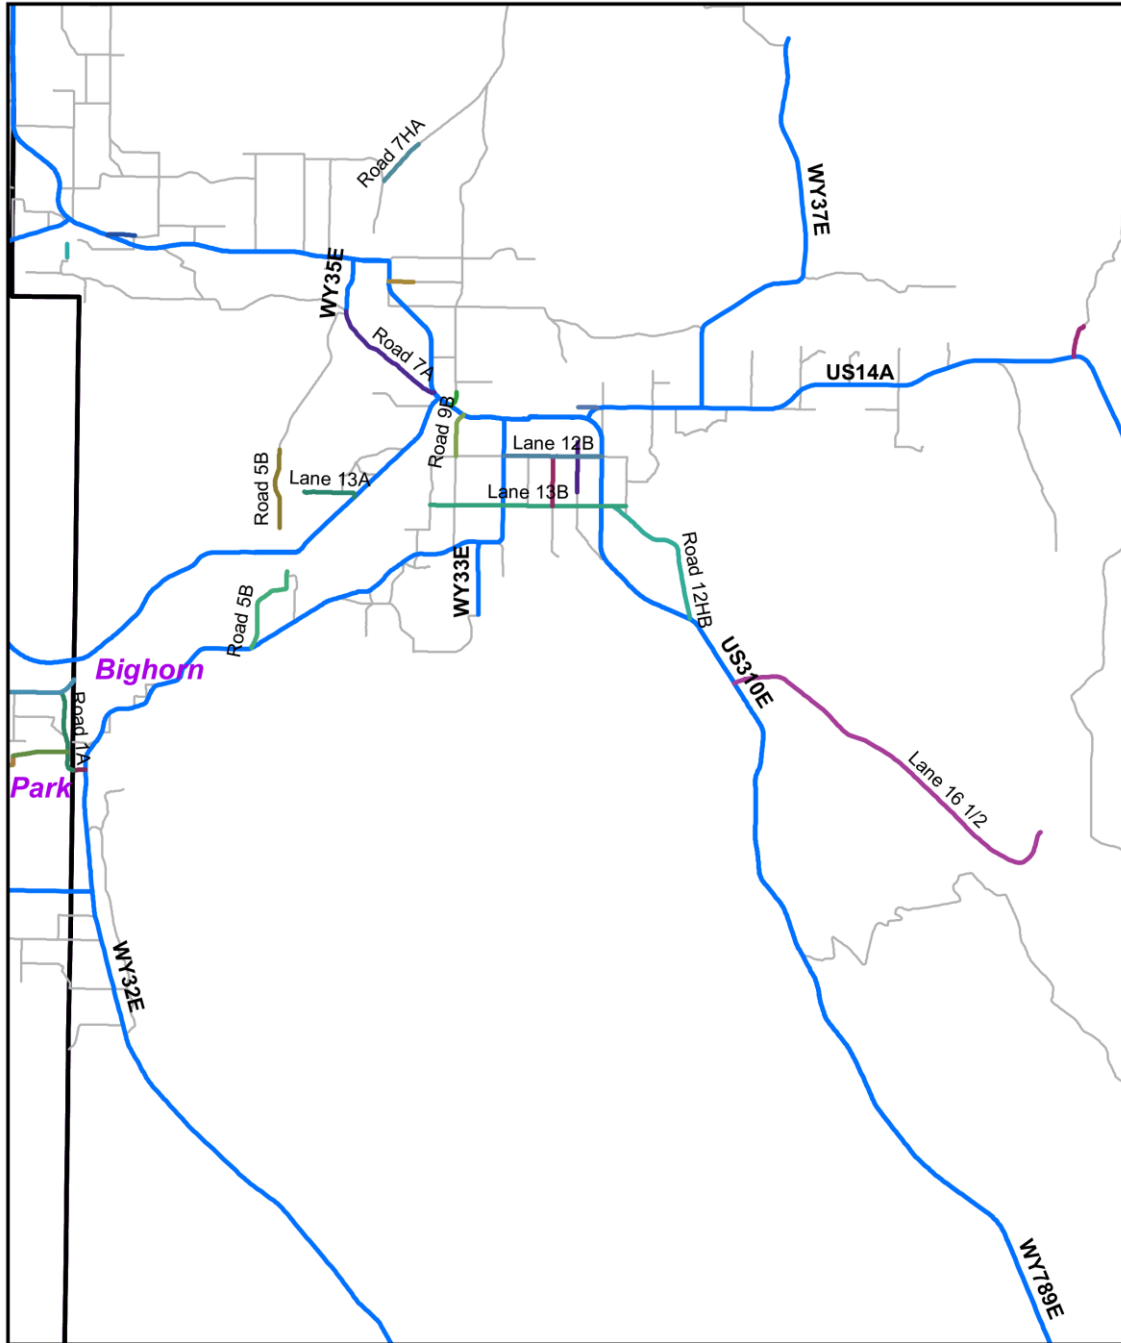 Road 7HA
WY37E
WY35E
Road 7A
US14A
Road 9B
Lane 12B
Road 5B
Lane 13A
Lane 13B
WY33E
Road 12HB
Road 5B
US310E
Bighorn
Road 1A
Park
Lane 16 1/2
WY32E
WY789E